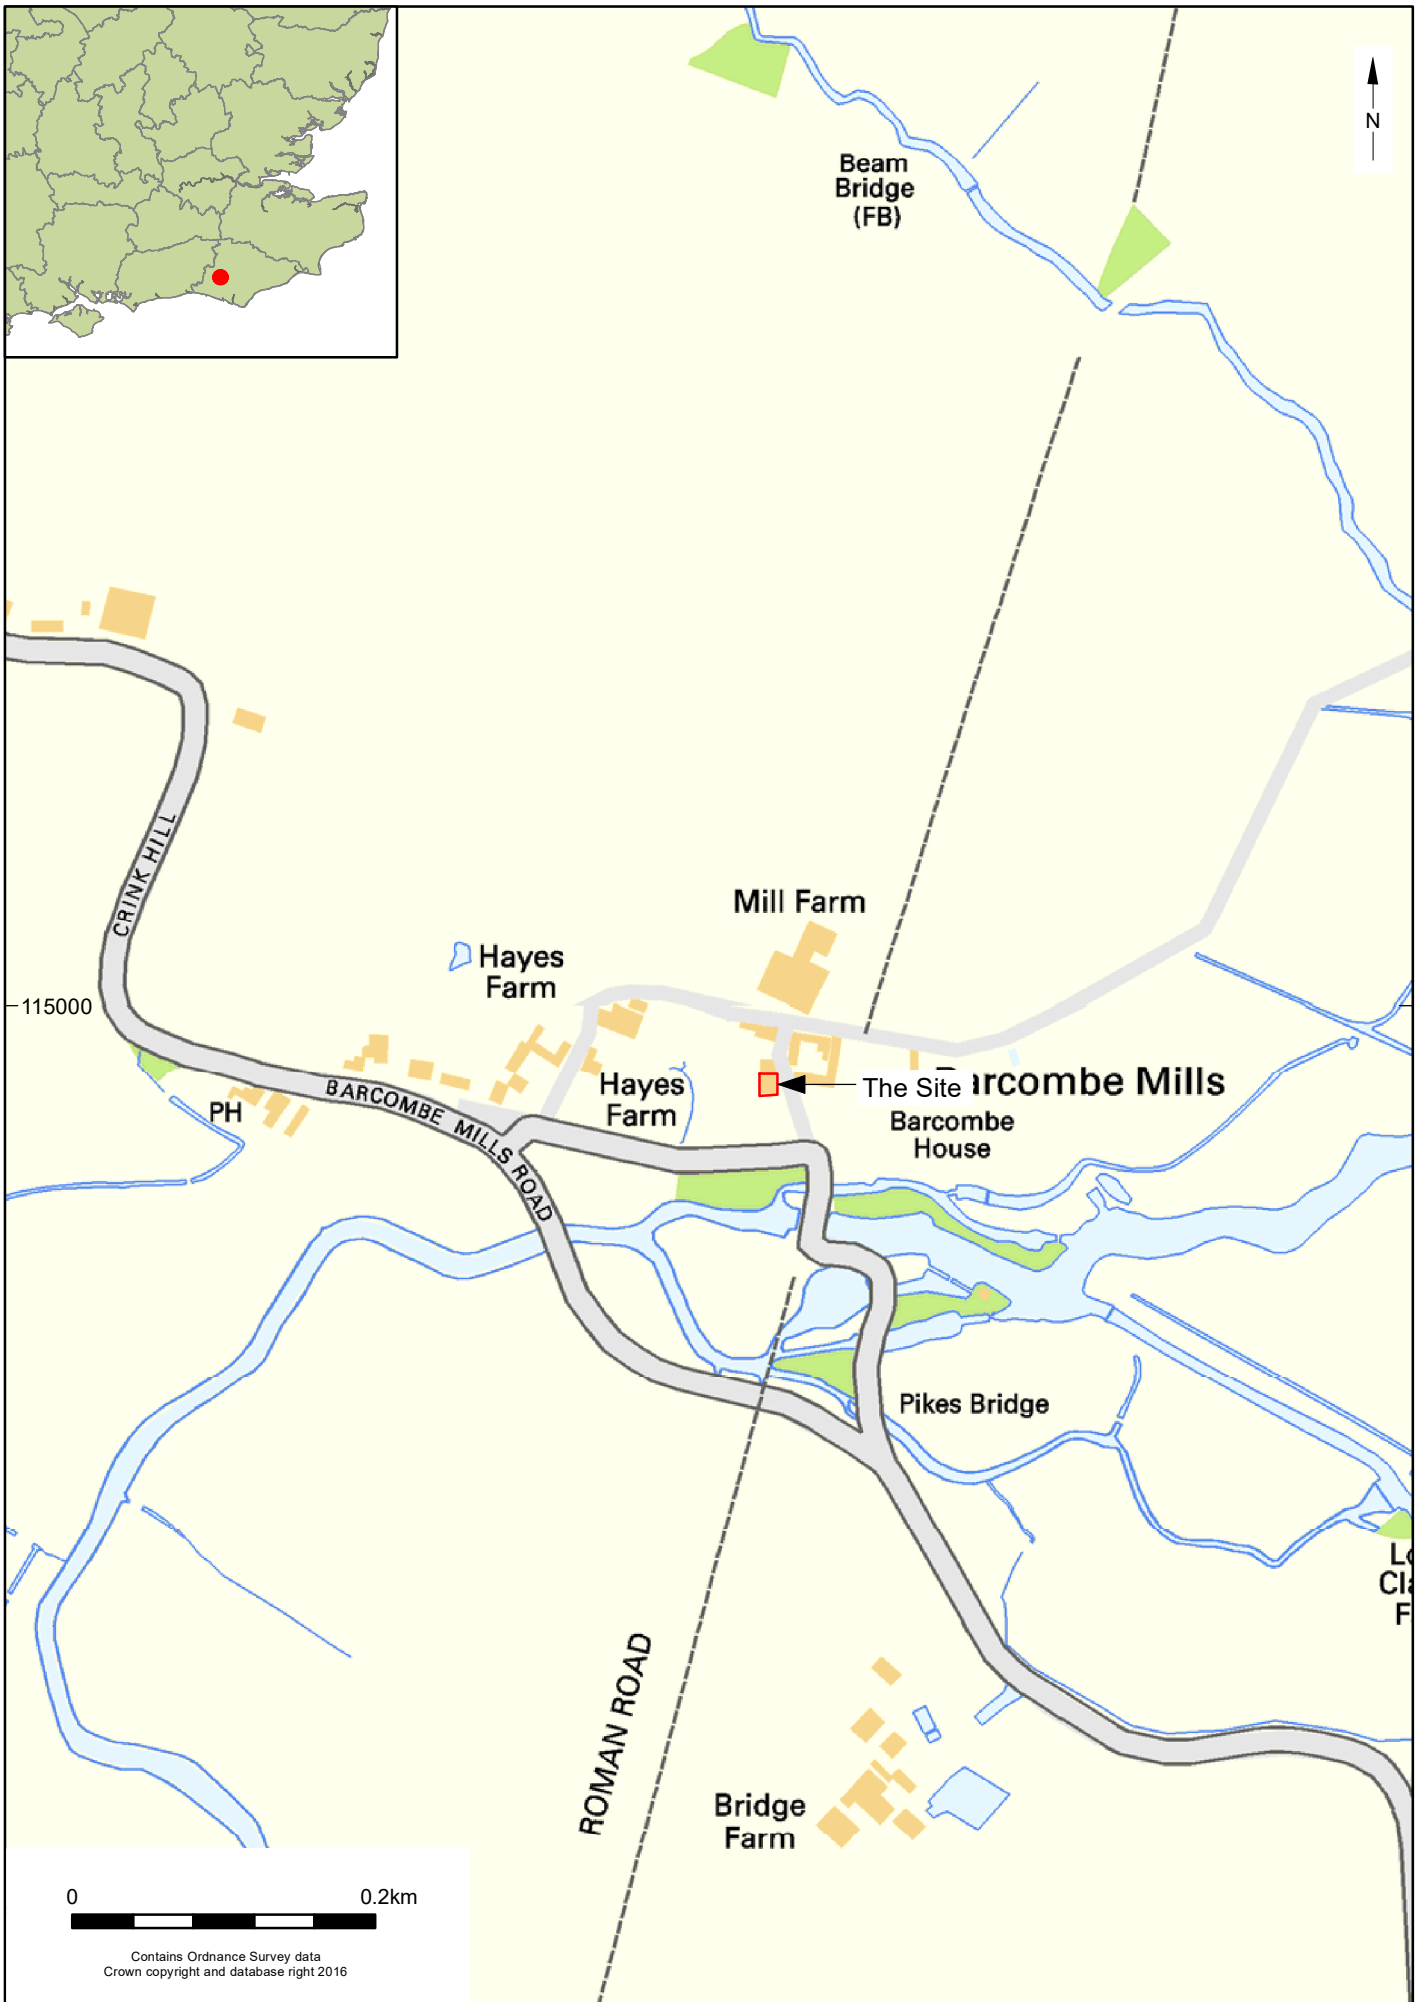 N
Beam
Bridge
(FB)
CRINK HILL
Mill Farm
Hayes
Farm
115000
Hayes
Farm
The Site
Barcombe Mills
PH
BARCOMBE MILLS ROAD
Barcombe
House
Pikes Bridge
ROMAN ROAD
Bridge
Farm
0 0.2km
Contains Ordnance Survey data
Crown copyright and database right 2016